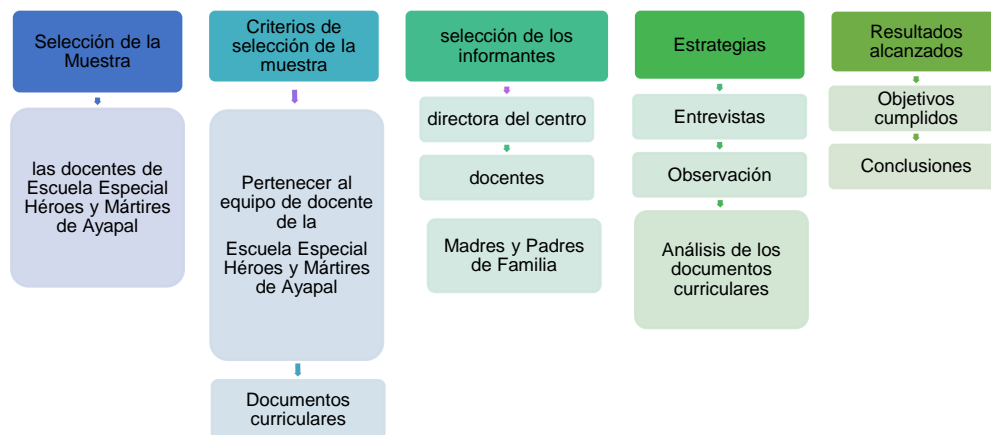 Selección de la
Muestra
las docentes de
Escuela Especial
Héroes y Mártires
de Ayapal
Criterios de
selección de la
muestra
Pertenecer al
equipo de docente
de la
Escuela Especial
Héroes y Mártires
de Ayapal
Documentos
curriculares
selección de los
informantes
directora del centro
docentes
Madres y Padres
de Familia
Estrategias
Entrevistas
Observación
Análisis de los
documentos
curriculares
Resultados
alcanzados
Objetivos
cumplidos
Conclusiones